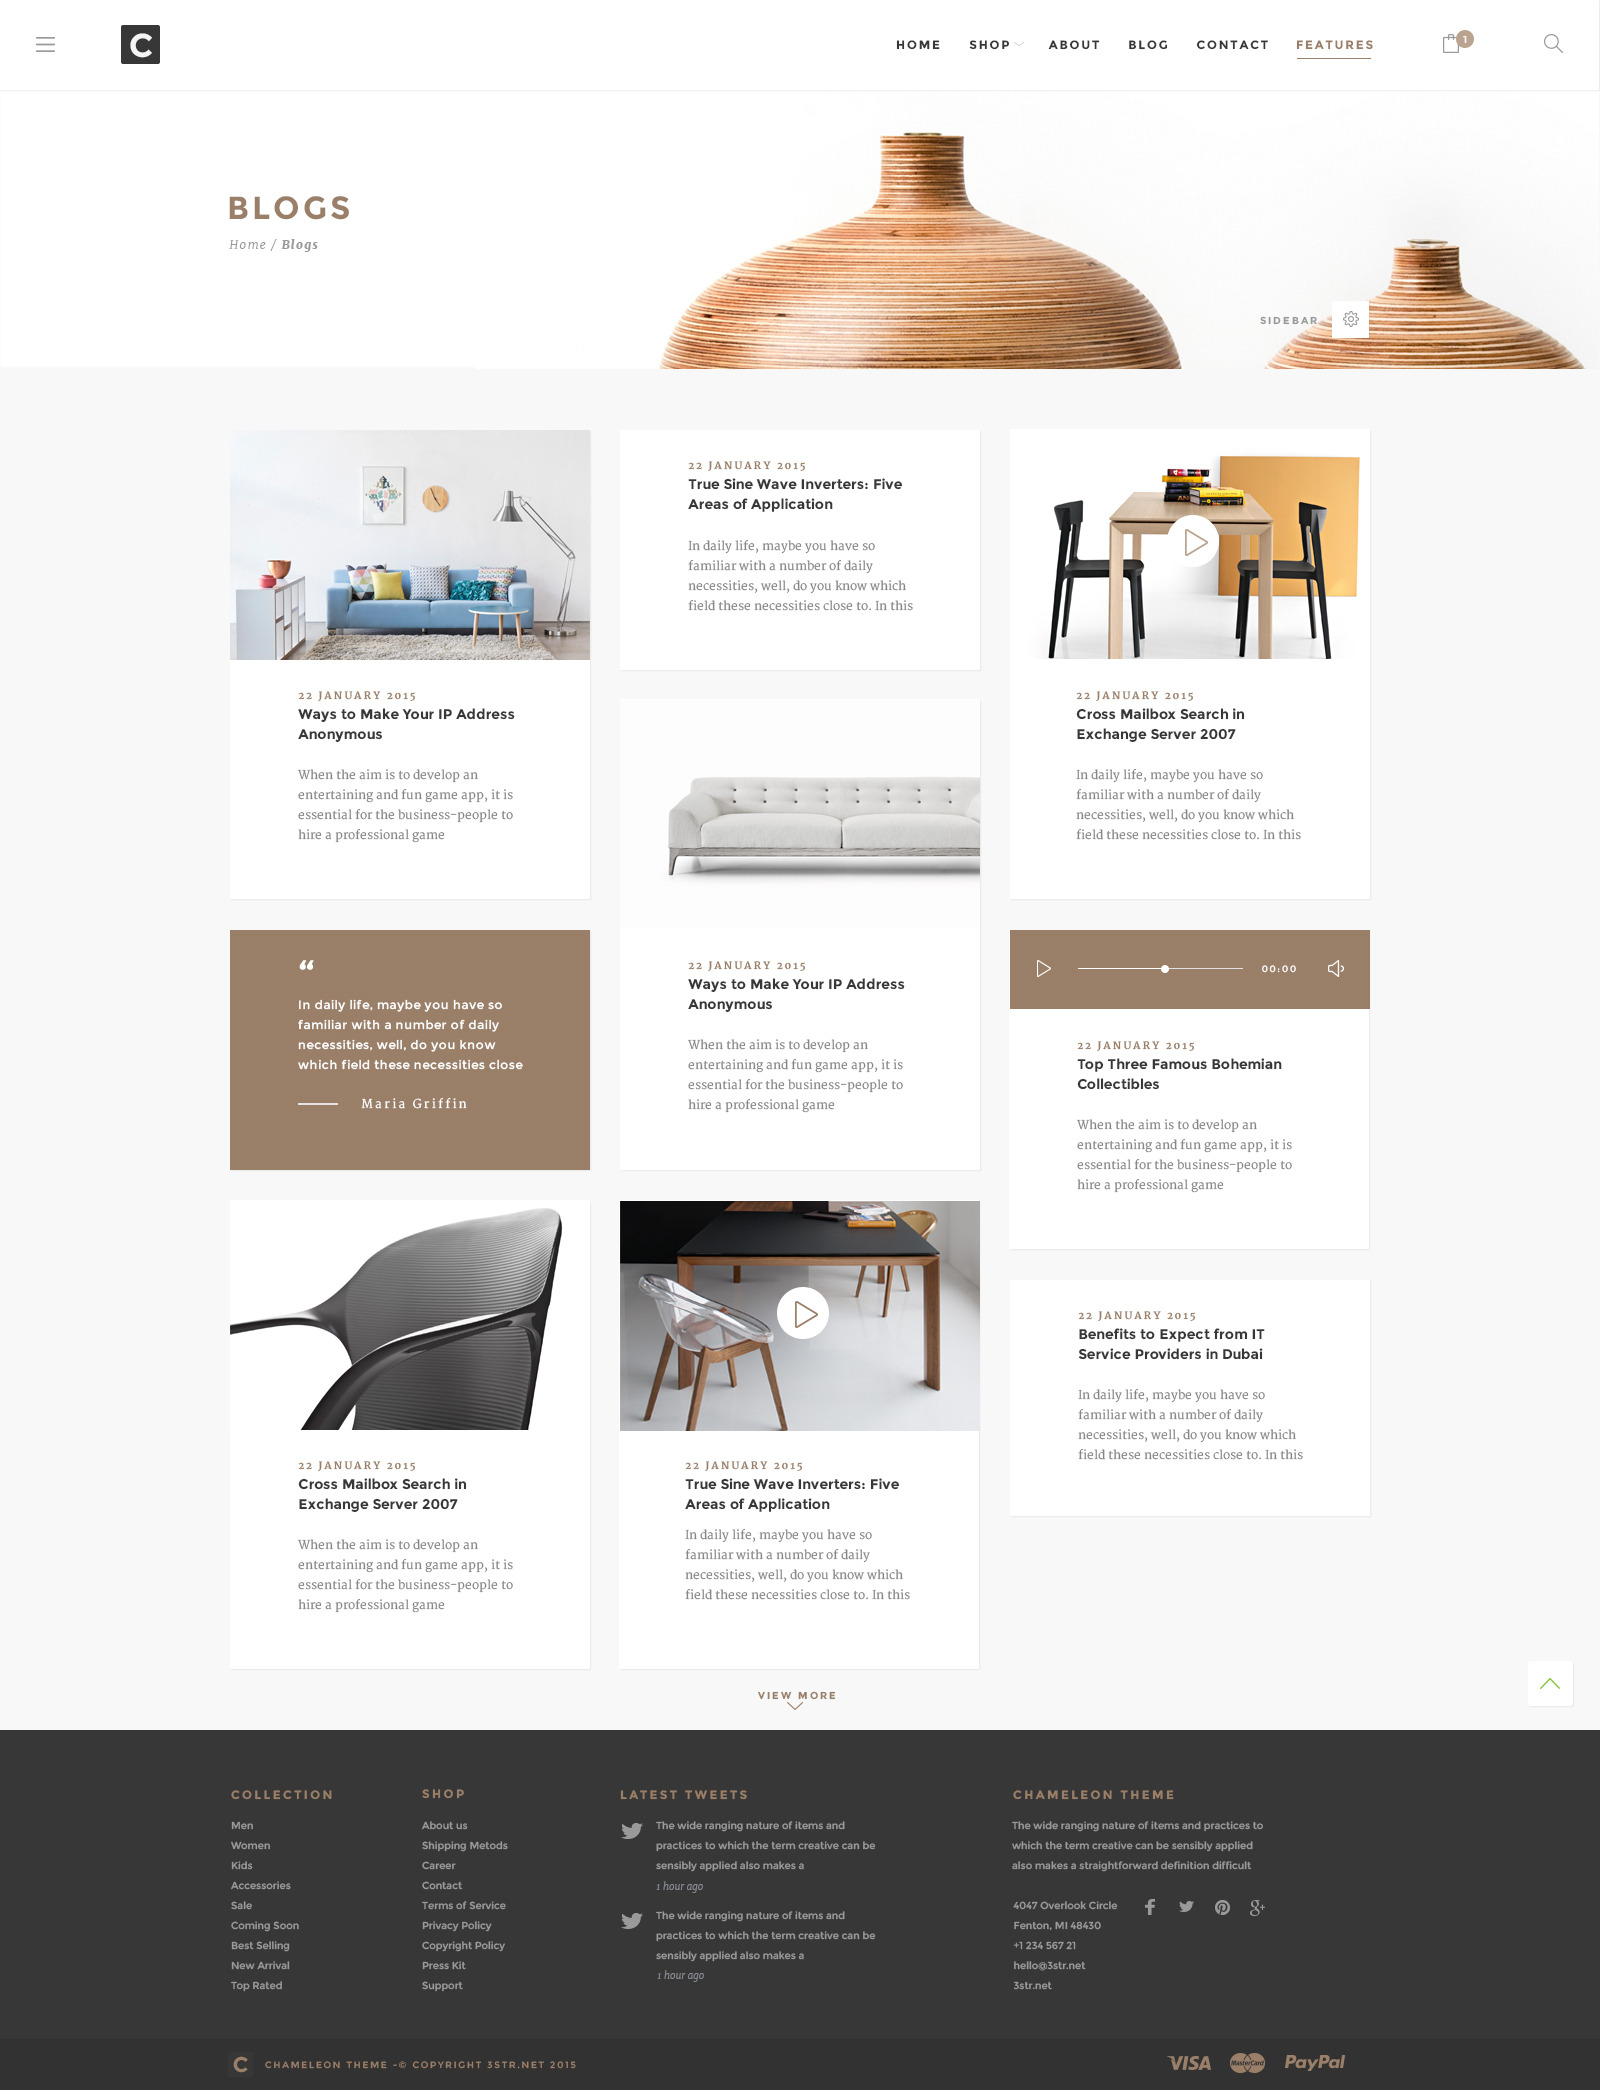 C
HOME SHOP ABOUT BLOG CONTACT FEATURES 1
BLOGS
Home / Blogs
SIDEBAR
22 JANUARY 2015
Ways to Make Your IP Address
Anonymous
When the aim is to develop an
entertaining and fun game app, it is
essential for the business-people to
hire a professional game
22 JANUARY 2015
True Sine Wave Inverters: Five
Areas of Application
In daily life, maybe you have so
familiar with a number of daily
necessities, well, do you know which
field these necessities close to. In this
22 JANUARY 2015
Cross Mailbox Search in
Exchange Server 2007
In daily life, maybe you have so
familiar with a number of daily
necessities, well, do you know which
field these necessities close to. In this
“
In daily life, maybe you have so
familiar with a number of daily
necessities, well, do you know
which field these necessities close
Maria Griffin
22 JANUARY 2015
Ways to Make Your IP Address
Anonymous
When the aim is to develop an
entertaining and fun game app, it is
essential for the business-people to
hire a professional game
00:00
22 JANUARY 2015
Top Three Famous Bohemian
Collectibles
When the aim is to develop an
entertaining and fun game app, it is
essential for the business-people to
hire a professional game
22 JANUARY 2015
Cross Mailbox Search in
Exchange Server 2007
When the aim is to develop an
entertaining and fun game app, it is
essential for the business-people to
hire a professional game
22 JANUARY 2015
True Sine Wave Inverters: Five
Areas of Application
In daily life, maybe you have so
familiar with a number of daily
necessities, well, do you know which
field these necessities close to. In this
22 JANUARY 2015
Benefits to Expect from IT
Service Providers in Dubai
In daily life, maybe you have so
familiar with a number of daily
necessities, well, do you know which
field these necessities close to. In this
VIEW MORE
COLLECTION
Men
Women
Kids
Accessories
Sale
Coming Soon
Best Selling
New Arrival
Top Rated
SHOP
About us
Shipping Metods
Career
Contact
Terms of Service
Privacy Policy
Copyright Policy
Press Kit
Support
LATEST TWEETS
The wide ranging nature of items and
practices to which the term creative can be
sensibly applied also makes a
1 hour ago
The wide ranging nature of items and
practices to which the term creative can be
sensibly applied also makes a
1 hour ago
CHAMELEON THEME
The wide ranging nature of items and practices to
which the term creative can be sensibly applied
also makes a straightforward definition difficult
4047 Overlook Circle
Fenton, MI 48430
+1 234 567 21
hello@3str.net
3str.net
C CHAMELEON THEME -© COPYRIGHT 3STR.NET 2015
VISA MasterCard PayPal